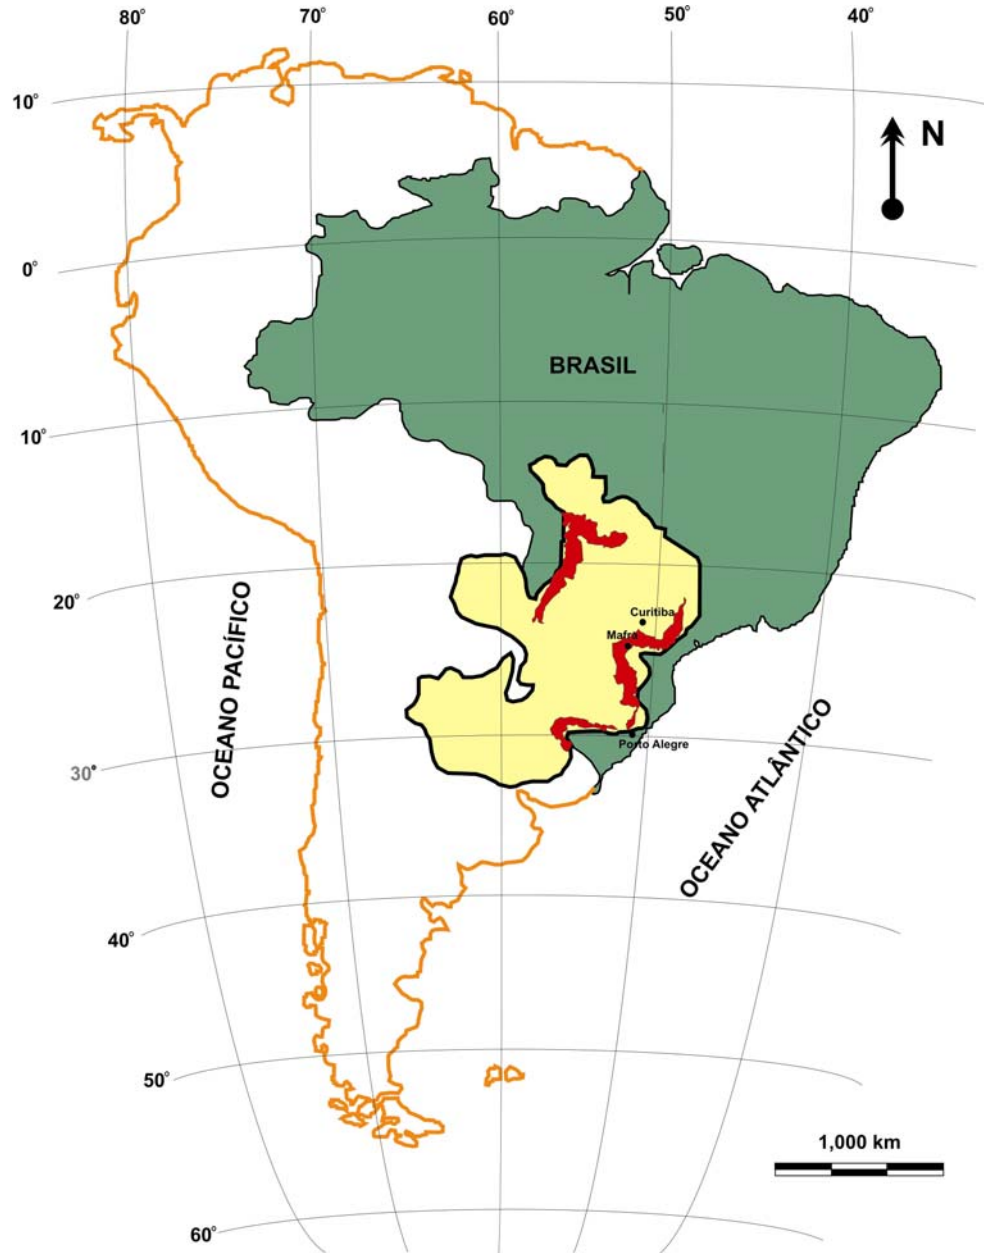 80° 70° 60° 50° 40°
10°
N
0°
BRASIL
10°
20°
Curitiba
Mafra
OCEANO PACÍFICO
OCEANO ATLÂNTICO
Porto Alegre
30°
40°
50°
1,000 km
60°